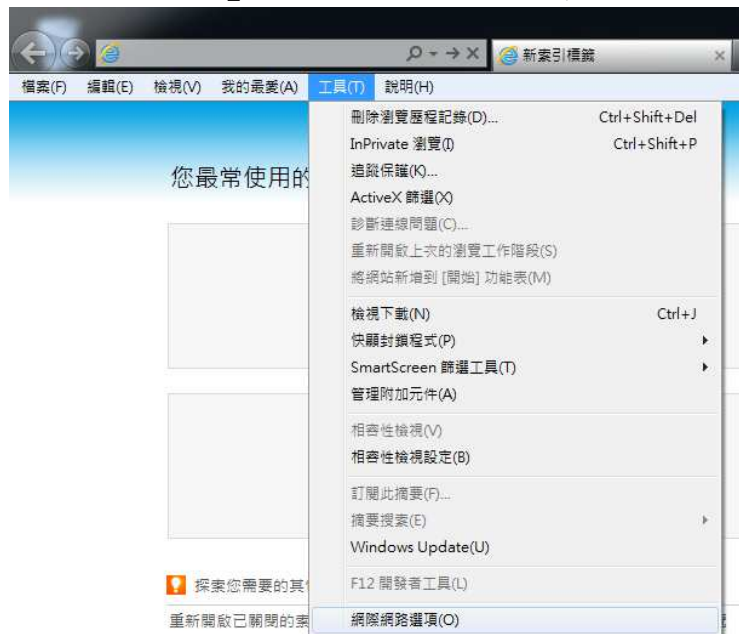 新索引標籤
檔案(F) 編輯(E) 檢視(V) 我的最愛(A) 工具(T) 說明(H)
您最常使用的
刪除瀏覽歷程記錄(D)... Ctrl+Shift+Del
InPrivate 瀏覽(I) Ctrl+Shift+P
追蹤保護(K)...
ActiveX 篩選(X)
診斷連線問題(C)...
重新開啟上次的瀏覽工作階段(S)
將網站新增到 [開始] 功能表(M)
檢視下載(N) Ctrl+J
快顯封鎖程式(P)
SmartScreen 篩選工具(T)
管理附加元件(A)
相容性檢視(V)
相容性檢視設定(B)
訂閱此摘要(F)...
摘要搜索(E)
Windows Update(U)
F12 開發者工具(L)
網際網路選項(O)
探索您需要的其
重新開啟已關閉的索